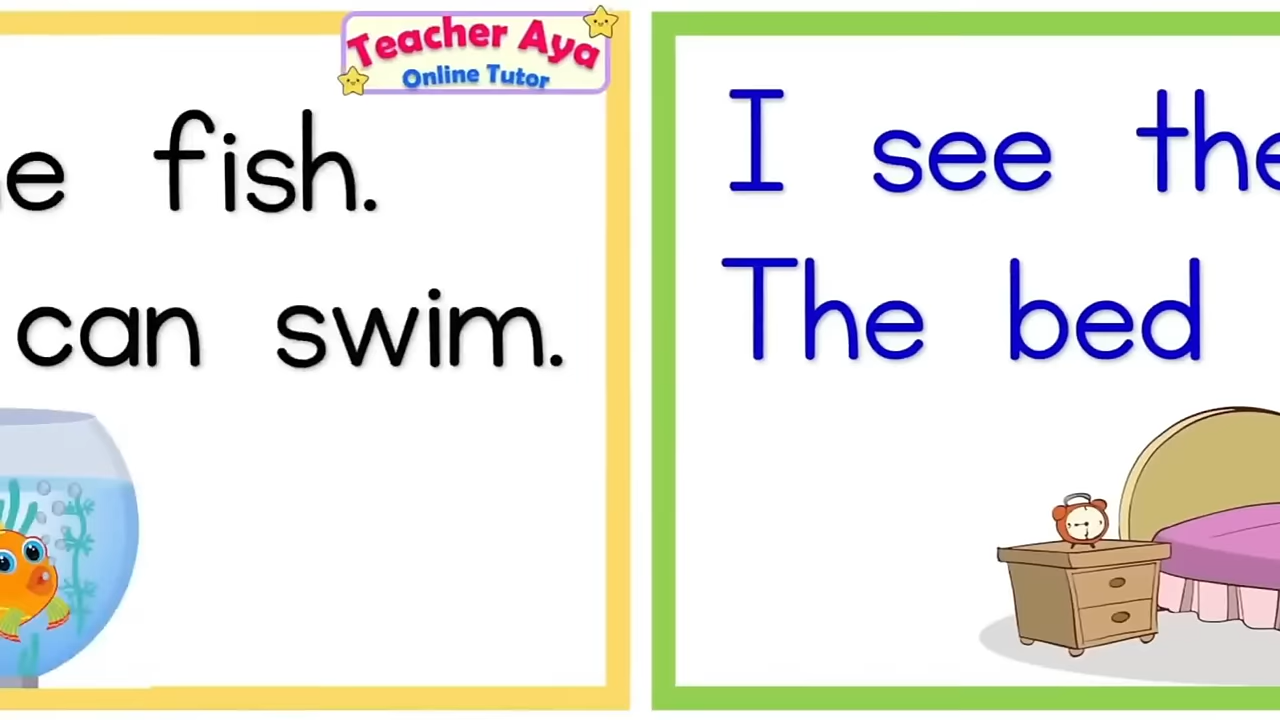 Teacher Aya
Online Tutor
fish.
can swim.
I see the
The bed